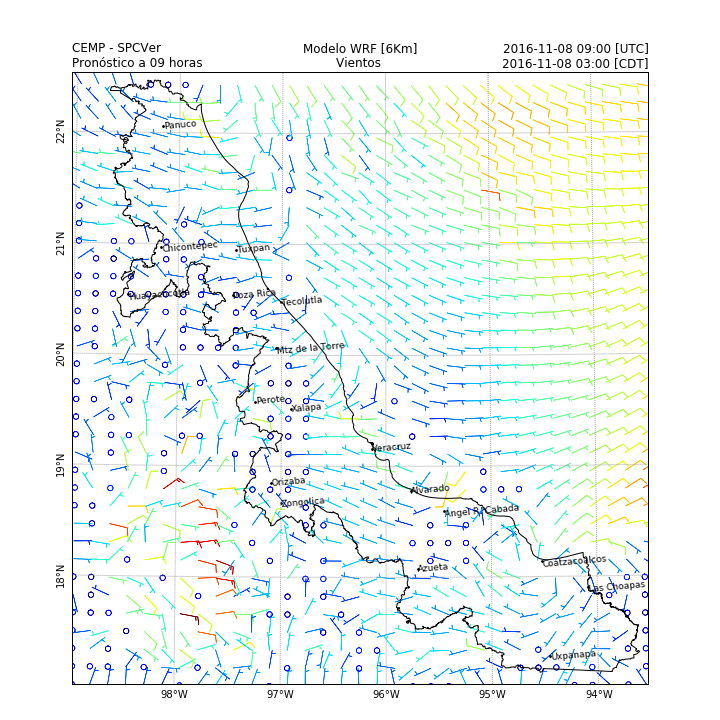 CEMP - SPCVer
Modelo WRF [6Km]
2016-11-08 09:00 [UTC]
Pronóstico a 09 horas
Vientos
2016-11-08 03:00 [CDT]
22°N
Panuco
21°N
Chicontepec
Tuxpan
Huayacocotla
Poza Rica
Tecolutla
20°N
Mtz de la Torre
Perote
Xalapa
19°N
Veracruz
Orizaba
Alvarado
Zongolica
Angel R. Cabada
18°N
Azueta
Coatzacoalcos
Las Choapas
Uxpanapa
98°W
97°W
96°W
95°W
94°W